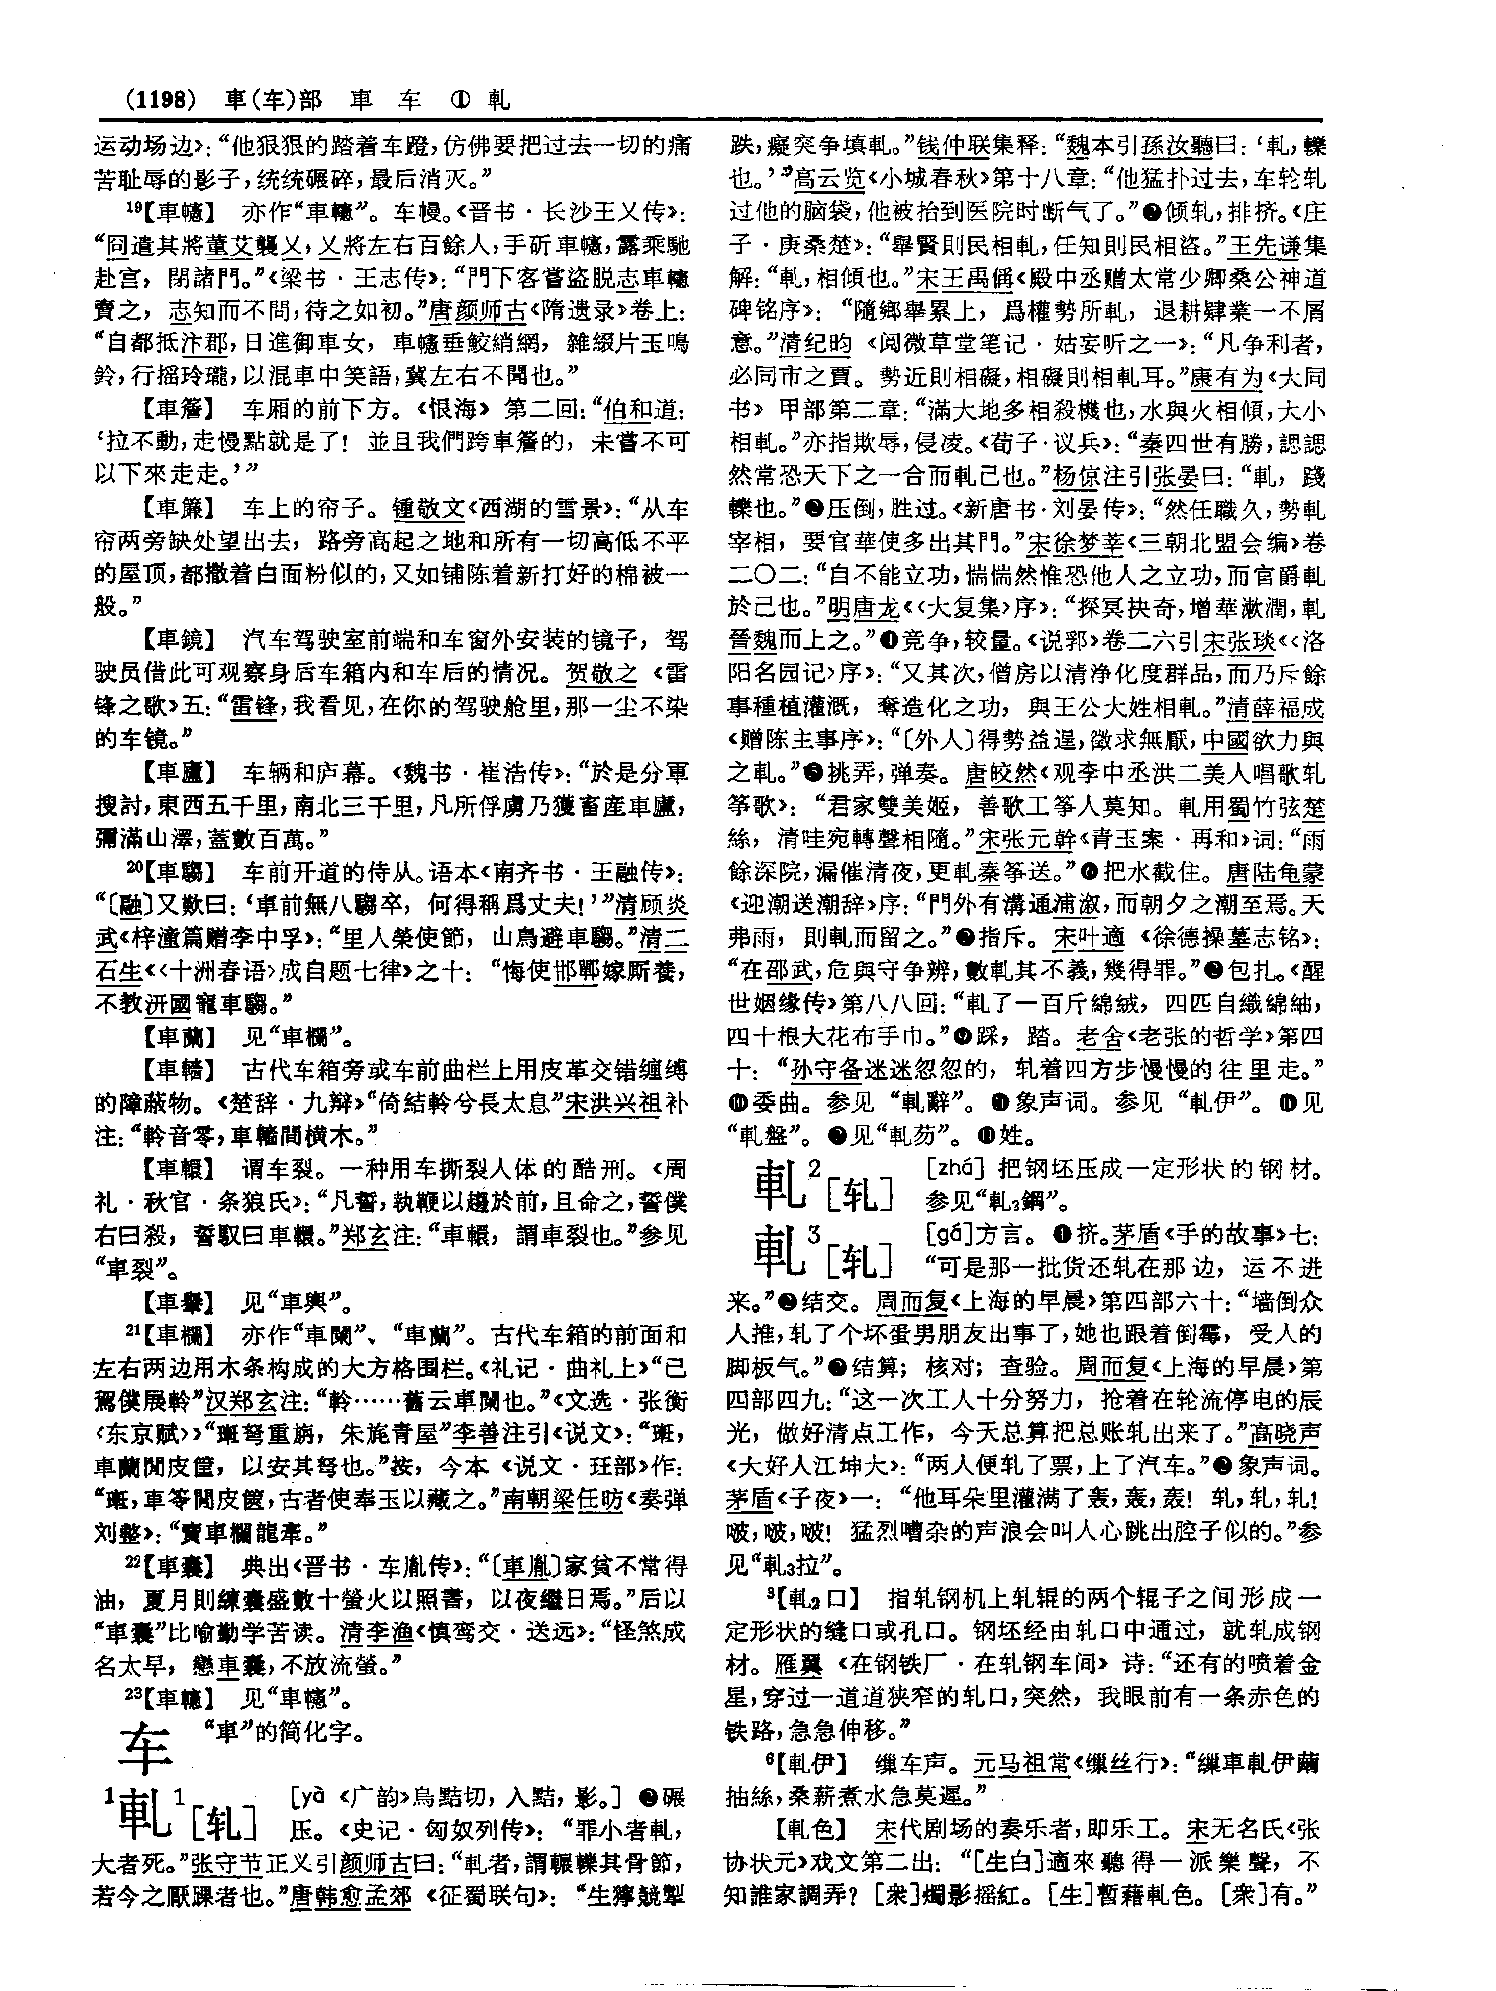 (1198) 車(车)部 車 车 ① 軋
运动场边》：“他狠狠的踏着车蹬，仿佛要把过去一切的痛
苦耻辱的影子，统统碾碎，最后消灭。”
19【車幰】 亦作“車㡣”。车幔。《晋书·长沙王乂传》：
“冏遣其將董艾襲乂，乂將左右百餘人，手斫車幰，露乘馳
赴宫，閉諸門。”《梁书·王志传》：“門下客嘗盜脱志車幰
賣之，志知而不問，待之如初。”唐颜师古《隋遗录》卷上：
“自都抵汴郡，日進御車女，車幰垂鮫綃網，雜綴片玉鳴
鈴，行摇玲瓏，以混車中笑語，冀左右不聞也。”
【車簷】 车厢的前下方。《恨海》第二回：“伯和道：
‘拉不動，走慢點就是了！並且我們跨車簷的，未嘗不可
以下來走走。’”
【車簾】 车上的帘子。锺敬文《西湖的雪景》：“从车
帘两旁缺处望出去，路旁高起之地和所有一切高低不平
的屋顶，都撒着白面粉似的，又如铺陈着新打好的棉被一
般。”
【車鏡】 汽车驾驶室前端和车窗外安装的镜子，驾
驶员借此可观察身后车箱内和车后的情况。贺敬之《雷
锋之歌》五：“雷锋，我看见，在你的驾驶舱里，那一尘不染
的车镜。”
【車廬】 车辆和庐幕。《魏书·崔浩传》：“於是分軍
搜討，東西五千里，南北三千里，凡所俘虜乃獲畜産車廬，
彌滿山澤，蓋數百萬。”
20【車騶】 车前开道的侍从。语本《南齐书·王融传》：
“〔融〕又歎曰：‘車前無八騶卒，何得稱爲丈夫！’”清顾炎
武《梓潼篇赠李中孚》：“里人榮使節，山鳥避車騶。”清二
石生《〈十洲春语〉成自题七律》之十：“悔使邯鄲嫁厮養，
不教汧國寵車騶。”
【車蘭】 见“車欄”。
【車轖】 古代车箱旁或车前曲栏上用皮革交错缠缚
的障蔽物。《楚辞·九辩》“倚結軨兮長太息”宋洪兴祖补
注：“軨音零，車轖間横木。”
【車轘】 谓车裂。一种用车撕裂人体的酷刑。《周
礼·秋官·条狼氏》：“凡誓，執鞭以趨於前，且命之，誓僕
右曰殺，誓馭曰車轘。”郑玄注：“車轘，謂車裂也。”参见
“車裂”。
【車轝】 见“車輿”。
21【車欄】 亦作“車闌”、“車蘭”。古代车箱的前面和
左右两边用木条构成的大方格围栏。《礼记·曲礼上》“已
駕僕展軨”汉郑玄注：“軨……舊云車闌也。”《文选·张衡
〈东京赋〉》“珷弩重旃，朱旄青屋”李善注引《说文》：“珷，
車蘭間皮筐，以安其弩也。”按，今本《说文·玨部》作：
“珷，車笭間皮篋，古者使奉玉以藏之。”南朝梁任昉《奏弹
刘整》：“賣車欄龍牽。”
22【車囊】 典出《晋书·车胤传》：“〔車胤〕家貧不常得
油，夏月則練囊盛數十螢火以照書，以夜繼日焉。”后以
“車囊”比喻勤学苦读。清李渔《慎鸾交·送远》：“怪煞成
名太早，戀車囊，不放流螢。”
23【車㡣】 见“車幰”。
车 “車”的简化字。
1軋1[轧] [yà 《广韵》烏黠切，入黠，影。] ❶碾
压。《史记·匈奴列传》：“罪小者軋，
大者死。”张守节正义引颜师古曰：“軋者，謂輾轢其骨節，
若今之厭踝者也。”唐韩愈孟郊《征蜀联句》：“生獰競掣
跌，癡突争填軋。”钱仲联集释：“魏本引孫汝聽曰：‘軋，轢
也。’”高云览《小城春秋》第十八章：“他猛扑过去，车轮轧
过他的脑袋，他被抬到医院时断气了。”❷倾轧，排挤。《庄
子·庚桑楚》：“舉賢則民相軋，任知則民相盜。”王先谦集
解：“軋，相傾也。”宋王禹偁《殿中丞赠太常少卿桑公神道
碑铭序》：“隨鄉舉累上，爲權勢所軋，退耕肄業一不屑
意。”清纪昀《阅微草堂笔记·姑妄听之一》：“凡争利者，
必同市之賈。勢近則相礙，相礙則相軋耳。”康有为《大同
书》甲部第二章：“滿大地多相殺機也，水與火相傾，大小
相軋。”亦指欺辱，侵凌。《荀子·议兵》：“秦四世有勝，諰諰
然常恐天下之一合而軋己也。”杨倞注引张晏曰：“軋，踐
轢也。”❸压倒，胜过。《新唐书·刘晏传》：“然任職久，勢軋
宰相，要官華使多出其門。”宋徐梦莘《三朝北盟会编》卷
二〇二：“自不能立功，惴惴然惟恐他人之立功，而官爵軋
於己也。”明唐龙《〈大复集〉序》：“探冥抉奇，增華漱潤，軋
晉魏而上之。”❹竞争，较量。《说郛》卷二六引宋张琰《〈洛
阳名园记〉序》：“又其次，僧房以清浄化度群品，而乃斥餘
事種植灌溉，奪造化之功，與王公大姓相軋。”清薛福成
《赠陈主事序》：“〔外人〕得勢益逞，徵求無厭，中國欲力與
之軋。”❺挑弄，弹奏。唐皎然《观李中丞洪二美人唱歌轧
筝歌》：“君家雙美姬，善歌工筝人莫知。軋用蜀竹弦楚
絲，清哇宛轉聲相隨。”宋张元幹《青玉案·再和》词：“雨
餘深院，漏催清夜，更軋秦筝送。”❻把水截住。唐陆龟蒙
《迎潮送潮辞》序：“門外有溝通浦漵，而朝夕之潮至焉。天
弗雨，則軋而留之。”❼指斥。宋叶適《徐德操墓志铭》：
“在邵武，危與守争辨，數軋其不義，幾得罪。”❽包扎。《醒
世姻缘传》第八八回：“軋了一百斤綿絨，四匹自織綿紬，
四十根大花布手巾。”❾踩，踏。老舍《老张的哲学》第四
十：“孙守备迷迷忽忽的，轧着四方步慢慢的往里走。”
❿委曲。参见“軋辭”。⓫象声词。参见“軋伊”。⓬见
“軋盤”。⓭见“軋芴”。⓮姓。
軋2[轧] [zhá] 把钢坯压成一定形状的钢材。
参见“軋3鋼”。
軋3[轧] [gá]方言。❶挤。茅盾《手的故事》七：
“可是那一批货还轧在那边，运不进
来。”❷结交。周而复《上海的早晨》第四部六十：“墙倒众
人推，轧了个坏蛋男朋友出事了，她也跟着倒霉，受人的
脚板气。”❸结算；核对；查验。周而复《上海的早晨》第
四部四九：“这一次工人十分努力，抢着在轮流停电的辰
光，做好清点工作，今天总算把总账轧出来了。”高晓声
《大好人江坤大》：“两人便轧了票，上了汽车。”❹象声词。
茅盾《子夜》一：“他耳朵里灌满了轰，轰，轰！轧，轧，轧！
啵，啵，啵！猛烈嘈杂的声浪会叫人心跳出腔子似的。”参
见“軋3拉”。
3【軋2口】 指轧钢机上轧辊的两个辊子之间形成一
定形状的缝口或孔口。钢坯经由轧口中通过，就轧成钢
材。雁翼《在钢铁厂·在轧钢车间》诗：“还有的喷着金
星，穿过一道道狭窄的轧口，突然，我眼前有一条赤色的
铁路，急急伸移。”
6【軋伊】 缫车声。元马祖常《缫丝行》：“缫車軋伊繭
抽絲，桑薪煮水急莫遲。”
【軋色】 宋代剧场的奏乐者，即乐工。宋无名氏《张
协状元》戏文第二出：“[生白]適來聽得一派樂聲，不
知誰家調弄？[衆]燭影摇紅。[生]暫藉軋色。[衆]有。”